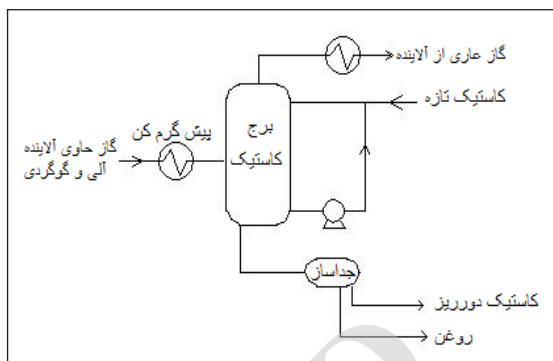 گاز عاری از آلاینده
کاستیک تازه
پیش گرم کن
برج
کاستیک
گاز حاوی آلاینده
آلی و گوگردی
جداساز
کاستیک دورریز
روغن